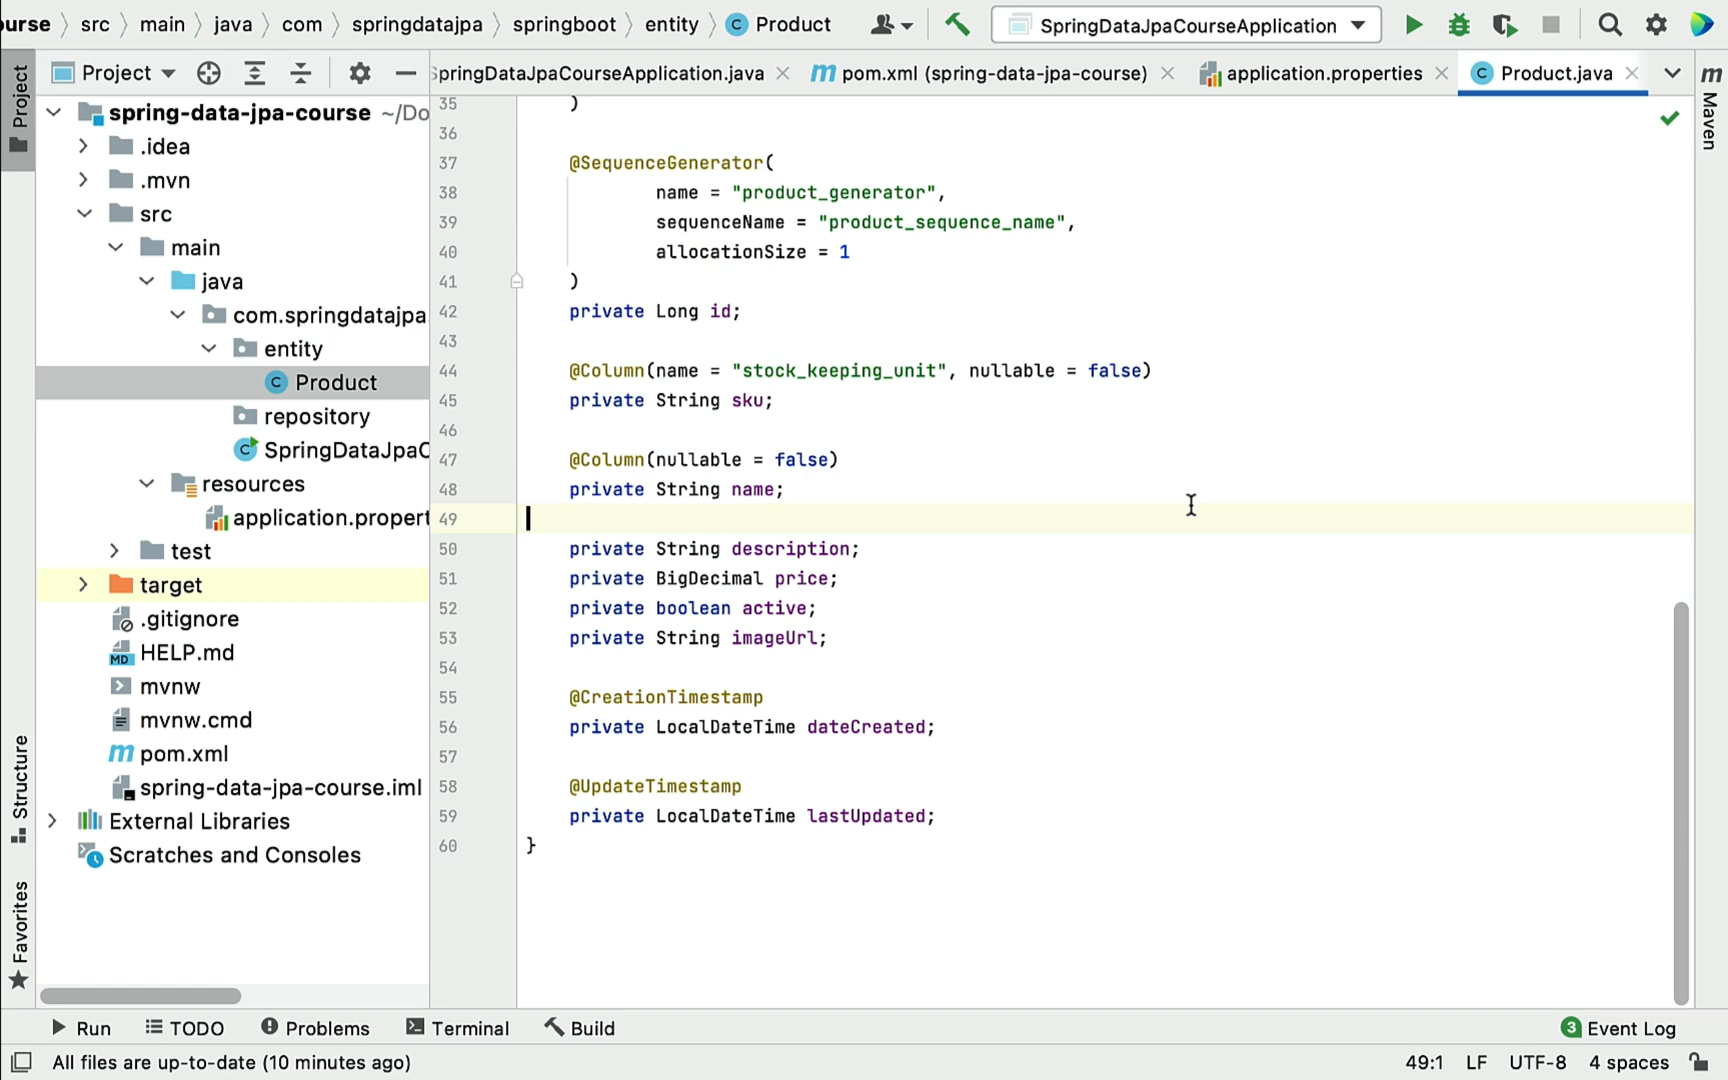 ourse src main java com springdatajpa springboot entity Product SpringDataJpaCourseApplication
Project
SpringDataJpaCourseApplication.java pom.xml (spring-data-jpa-course) application.properties Product.java
Project
Maven
spring-data-jpa-course ~/Do
.idea
.mvn
src
main
java
com.springdatajpa
entity
Product
repository
SpringDataJpaC
resources
application.propert
test
target
.gitignore
HELP.md
mvnw
mvnw.cmd
pom.xml
spring-data-jpa-course.iml
External Libraries
Scratches and Consoles
Structure
Favorites
35 )
36
37 @SequenceGenerator(
38 name = "product_generator",
39 sequenceName = "product_sequence_name",
40 allocationSize = 1
41 )
42 private Long id;
43
44 @Column(name = "stock_keeping_unit", nullable = false)
45 private String sku;
46
47 @Column(nullable = false)
48 private String name;
49
50 private String description;
51 private BigDecimal price;
52 private boolean active;
53 private String imageUrl;
54
55 @CreationTimestamp
56 private LocalDateTime dateCreated;
57
58 @UpdateTimestamp
59 private LocalDateTime lastUpdated;
60 }
Run TODO Problems Terminal Build 3 Event Log
All files are up-to-date (10 minutes ago) 49:1 LF UTF-8 4 spaces